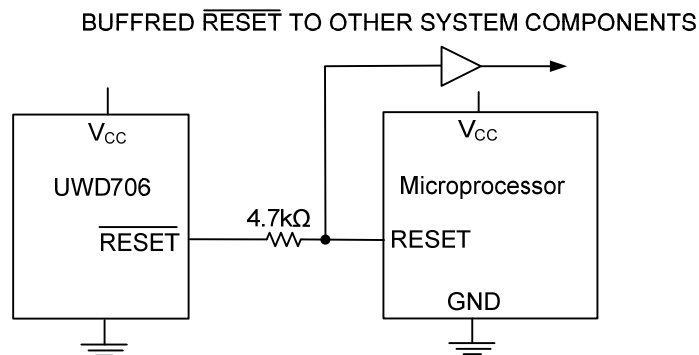 BUFFRED RESET TO OTHER SYSTEM COMPONENTS
VCC
UWD706
RESET
4.7kΩ
VCC
Microprocessor
RESET
GND